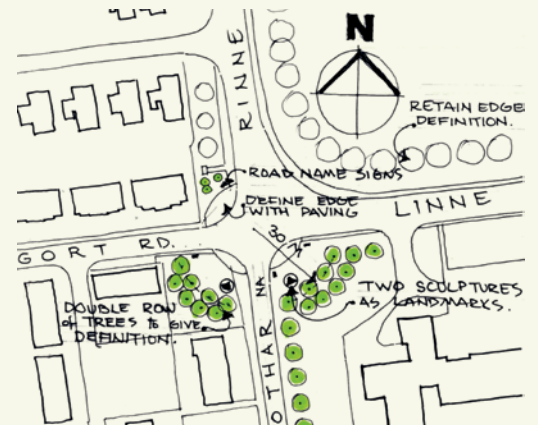 N
RINNE
RETAIN EDGE
DEFINITION.
ROAD NAME SIGNS
DEFINE EDGE
WITH PAVING
LINNE
GORT RD.
TWO SCULPTURES
AS LANDMARKS.
DOUBLE ROW
of TREES to GIVE
DEFINITION.
OTHAR NA